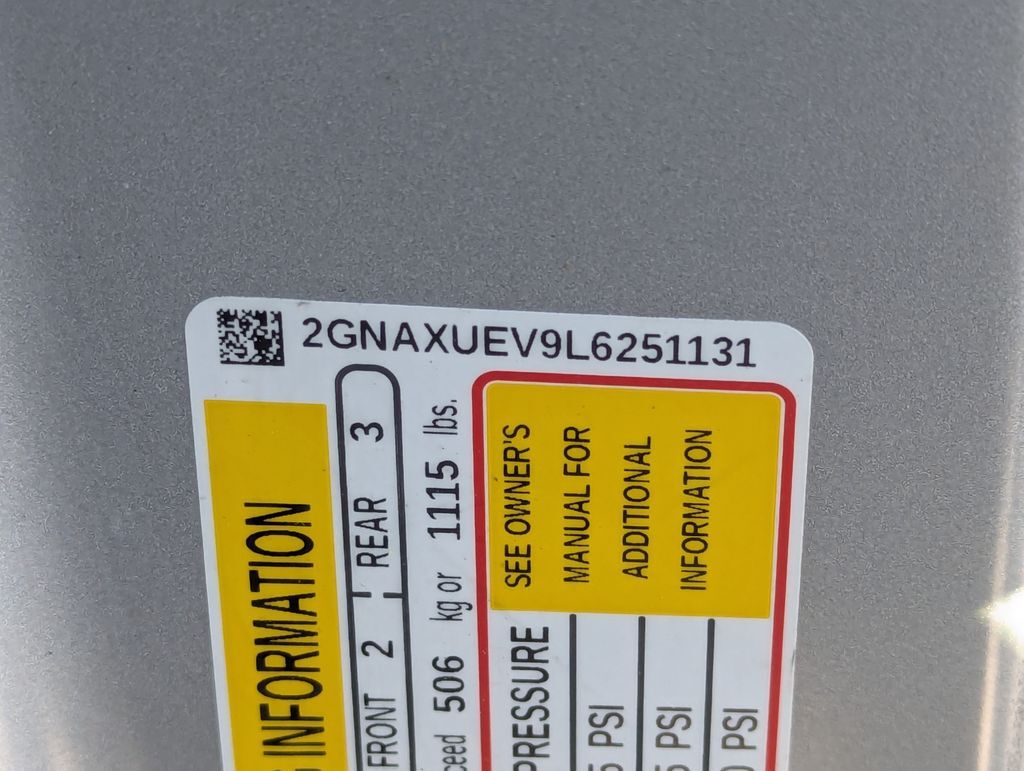 2GNAXUEV9L6251131
INFORMATION
FRONT 2 REAR 3
506 kg or 1115 lbs.
SEE OWNER'S
MANUAL FOR
ADDITIONAL
INFORMATION
PRESSURE
PSI
PSI
PSI